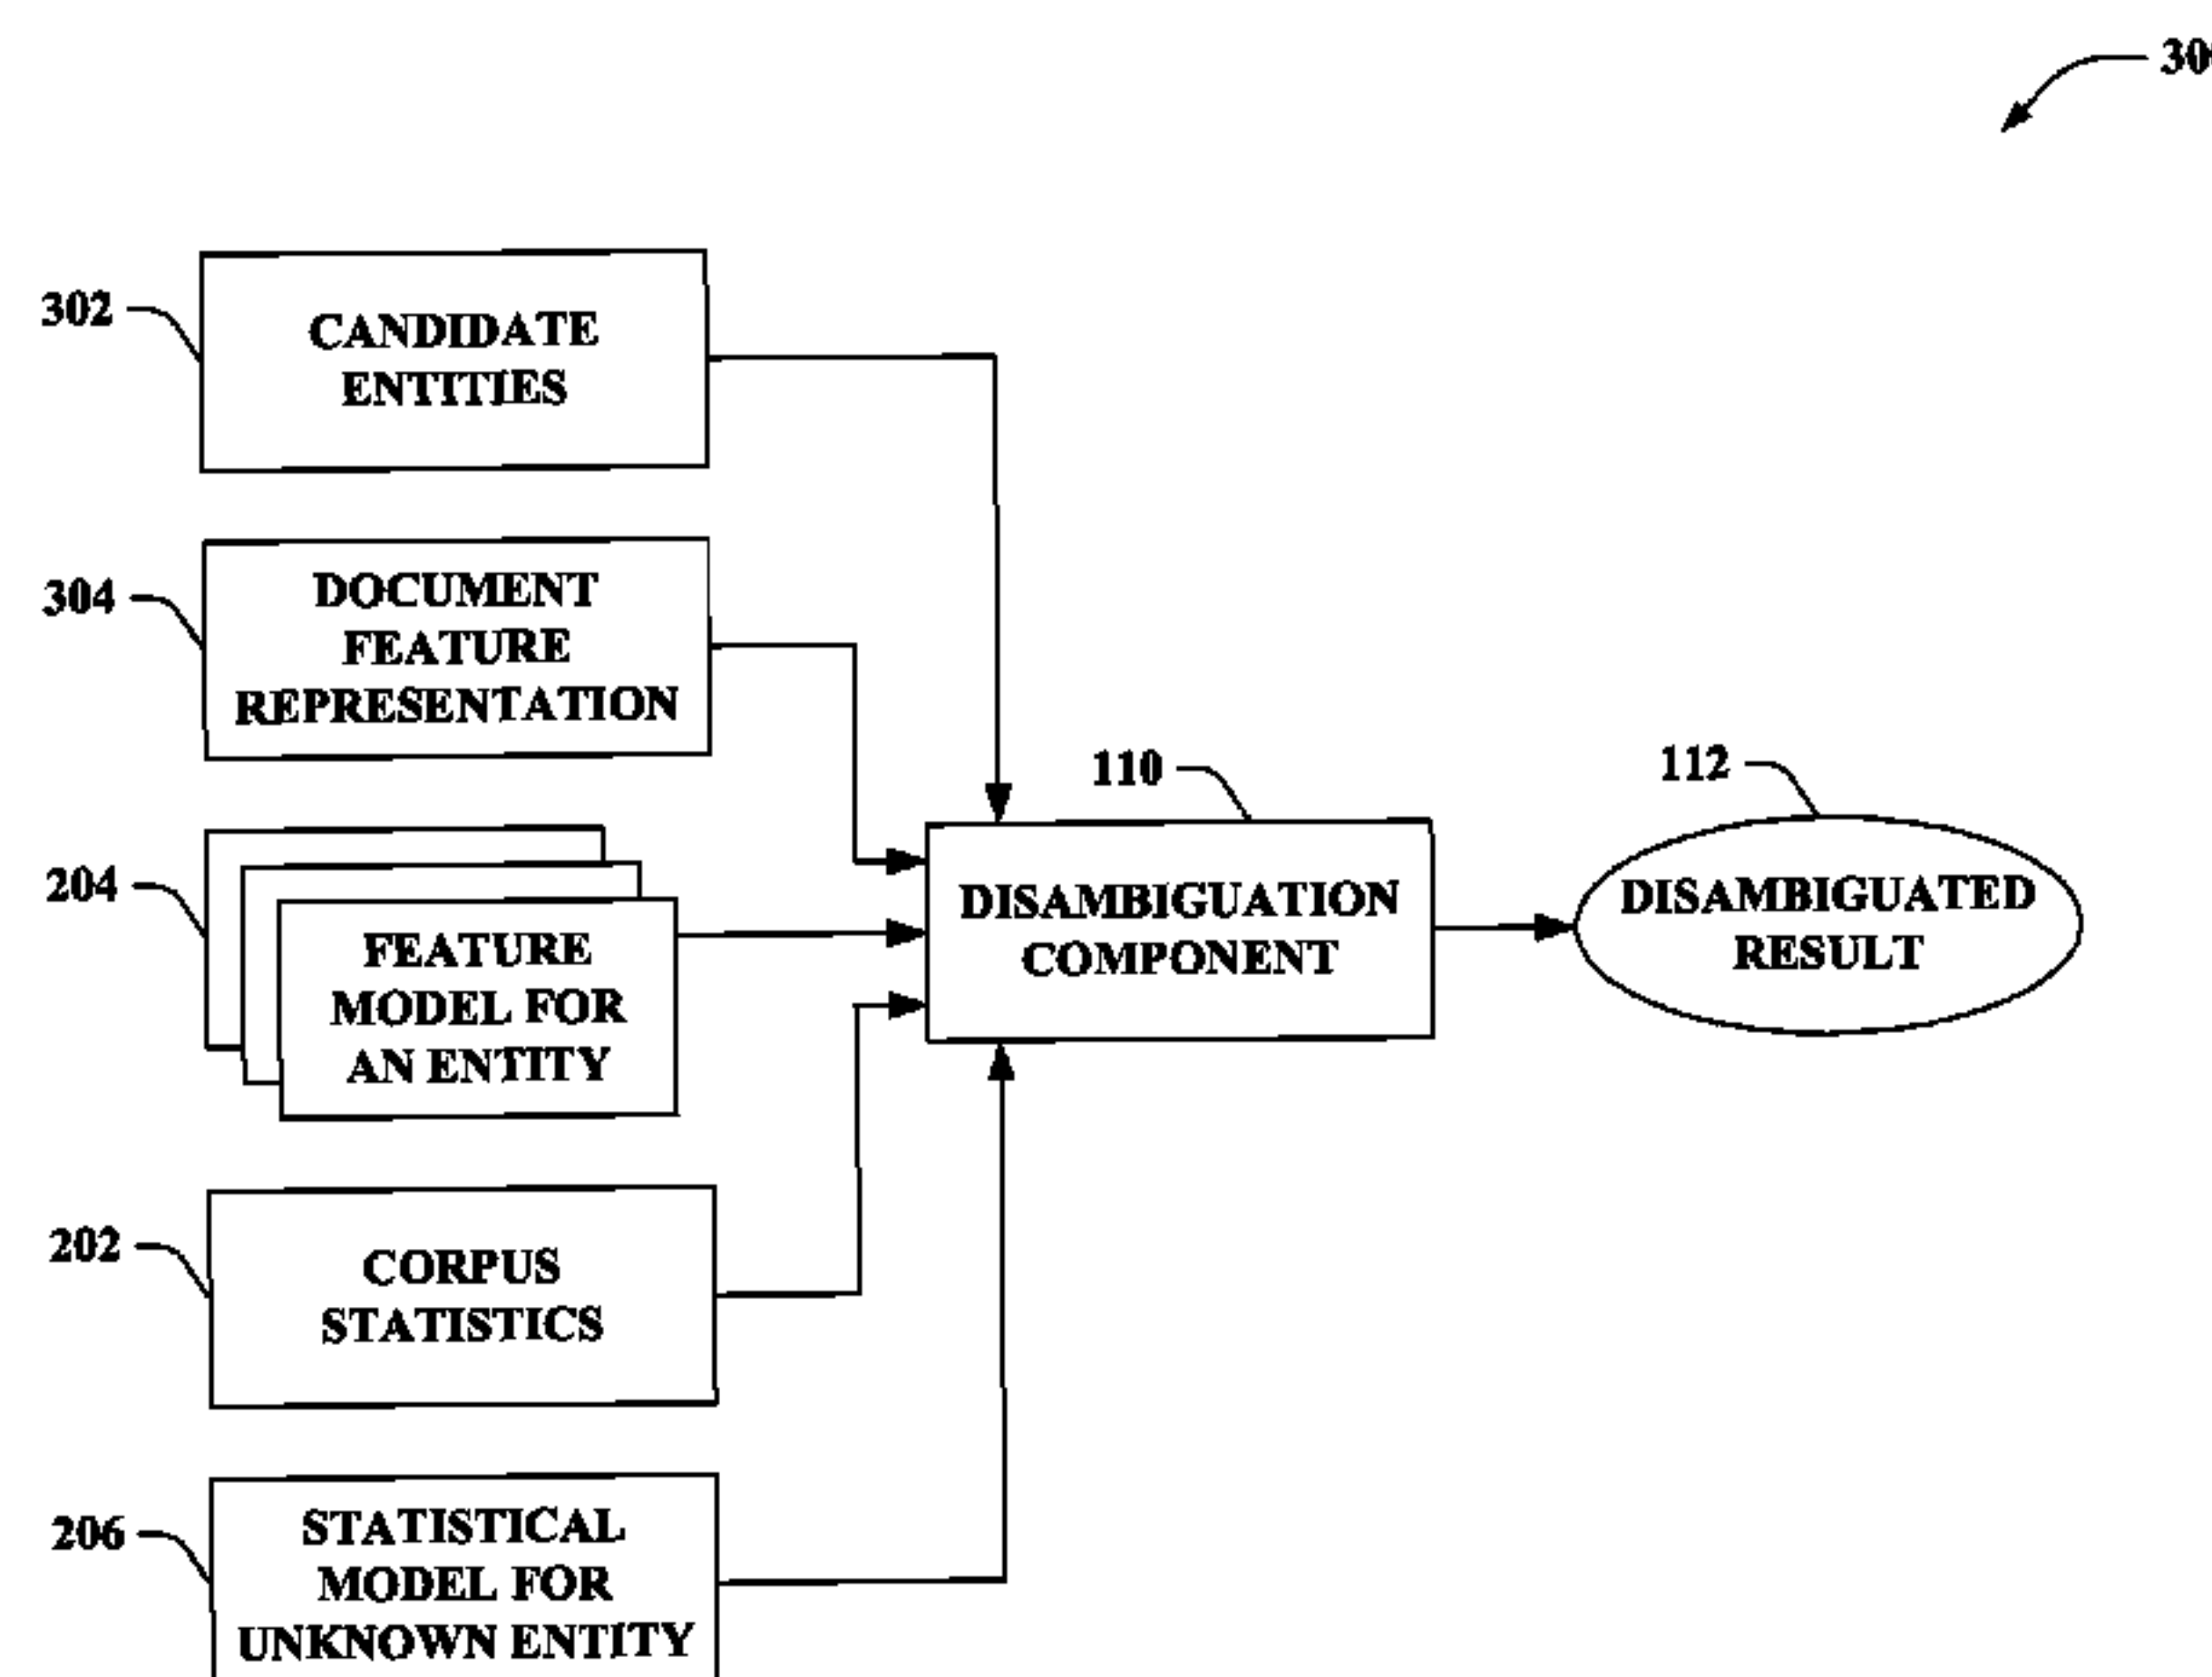 30
302
CANDIDATE
ENTITIES
304
DOCUMENT
FEATURE
REPRESENTATION
204
FEATURE
MODEL FOR
AN ENTITY
110
DISAMBIGUATION
COMPONENT
112
DISAMBIGUATED
RESULT
202
CORPUS
STATISTICS
206
STATISTICAL
MODEL FOR
UNKNOWN ENTITY